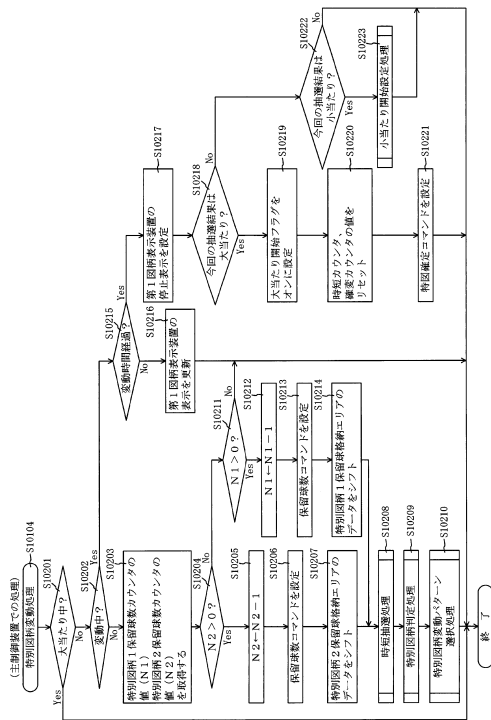 (主制御装置での処理)
特別図柄変動処理
S10104
大当たり中?
S10201
Yes
No
変動中?
S10202
Yes
No
特別図柄1保留球数カウンタの
値(N1)
特別図柄2保留球数カウンタの
値(N2)
を取得する
S10203
N2>0?
S10204
No
Yes
N2←N2-1
S10205
保留球数コマンドを設定
S10206
特別図柄2保留球格納エリアの
データをシフト
S10207
時短抽選処理
S10208
特別図柄判定処理
S10209
特別図柄変動パターン
選択処理
S10210
終了
N1>0?
S10211
No
Yes
N1←N1-1
S10212
保留球数コマンドを設定
S10213
特別図柄1保留球格納エリアの
データをシフト
S10214
変動時間経過?
S10215
Yes
No
第1図柄表示装置の
表示を更新
S10216
第1図柄表示装置の
停止表示を設定
S10217
今回の抽選結果は
大当たり?
S10218
No
Yes
大当たり開始フラグを
オンに設定
S10219
時短カウンタ、
確変カウンタの値を
リセット
S10220
特図確定コマンドを設定
S10221
今回の抽選結果は
小当たり?
S10222
No
Yes
小当たり開始設定処理
S10223